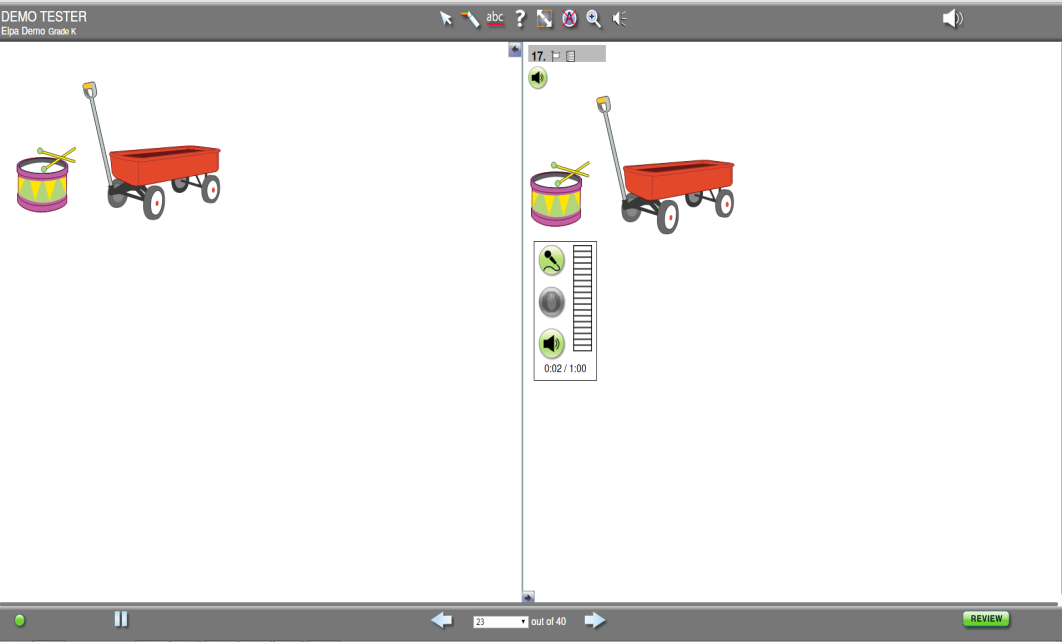 DEMO TESTER
Elpa Demo Grade K
abc
?
A
17.
0:02 / 1:00
23 out of 40
REVIEW